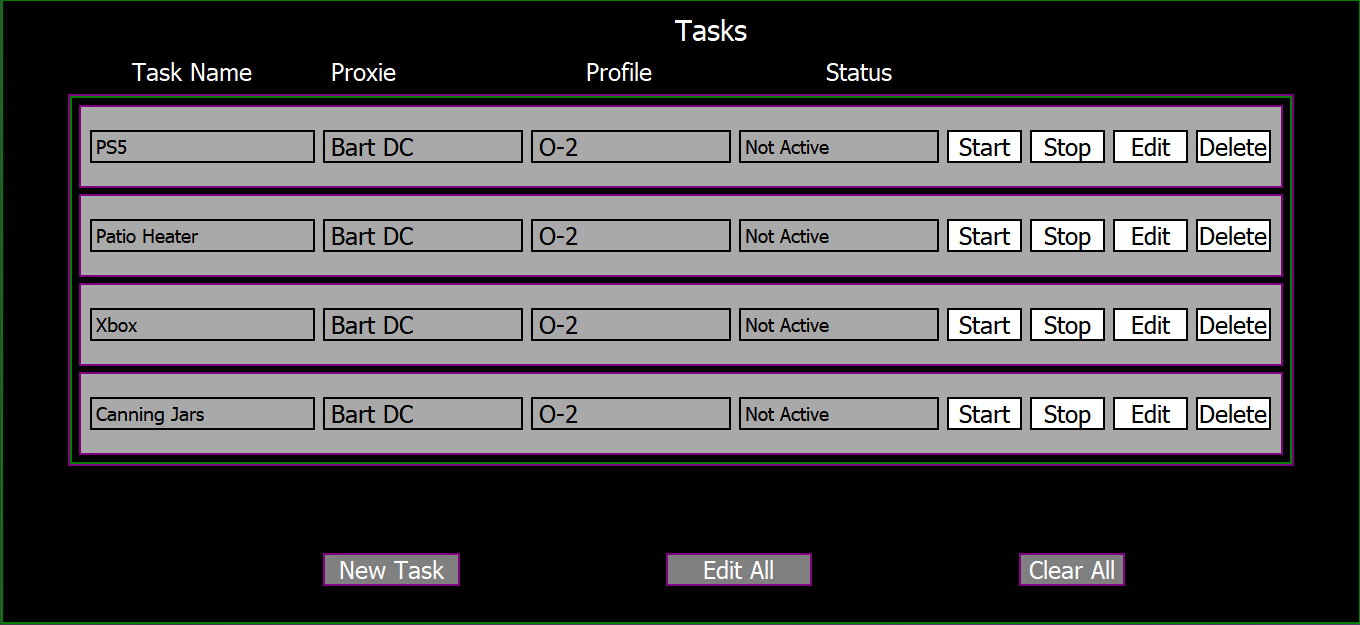 Tasks
Task Name Proxie Profile Status
PS5 Bart DC O-2 Not Active Start Stop Edit Delete
Patio Heater Bart DC O-2 Not Active Start Stop Edit Delete
Xbox Bart DC O-2 Not Active Start Stop Edit Delete
Canning Jars Bart DC O-2 Not Active Start Stop Edit Delete
New Task Edit All Clear All